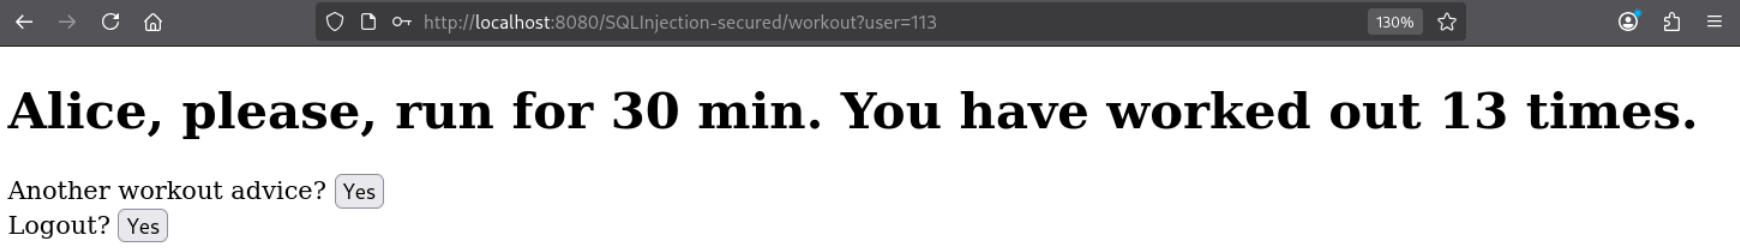 http://localhost:8080/SQLInjection-secured/workout?user=113 130%
Alice, please, run for 30 min. You have worked out 13 times.
Another workout advice? Yes
Logout? Yes